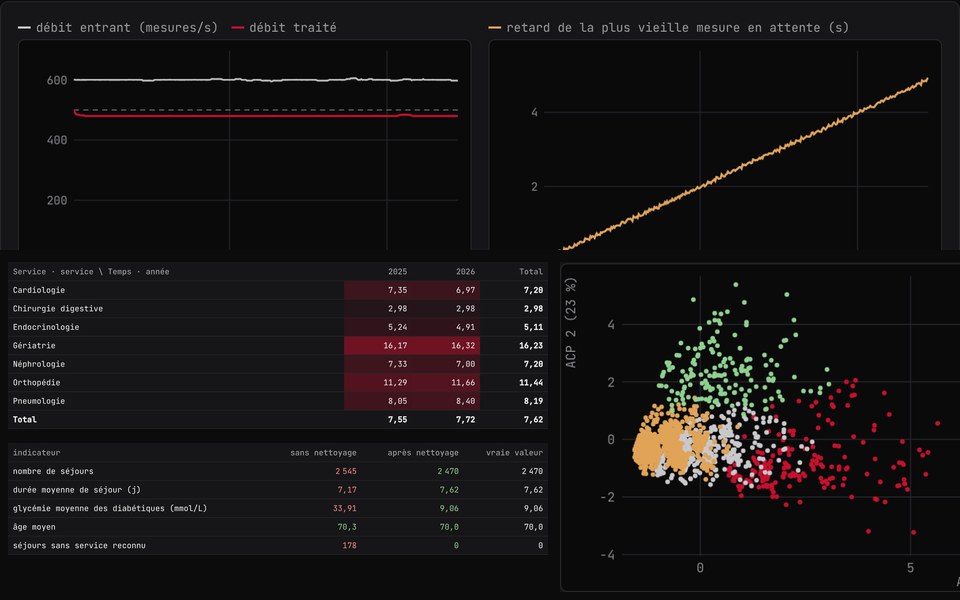 débit entrant (mesures/s) débit traité
600
400
200
retard de la plus vieille mesure en attente (s)
4
2
Service · service \ Temps · année 2025 2026 Total
Cardiologie 7,35 6,97 7,20
Chirurgie digestive 2,98 2,98 2,98
Endocrinologie 5,24 4,91 5,11
Gériatrie 16,17 16,32 16,23
Néphrologie 7,33 7,00 7,20
Orthopédie 11,29 11,66 11,44
Pneumologie 8,05 8,40 8,19
Total 7,55 7,72 7,62
indicateur sans nettoyage après nettoyage vraie valeur
nombre de séjours 2 545 2 470 2 470
durée moyenne de séjour (j) 7,17 7,62 7,62
glycémie moyenne des diabétiques (mmol/L) 33,91 9,06 9,06
âge moyen 70,3 70,0 70,0
séjours sans service reconnu 178 0 0
ACP 2 (23 %)
4
2
0
-2
-4
0 5